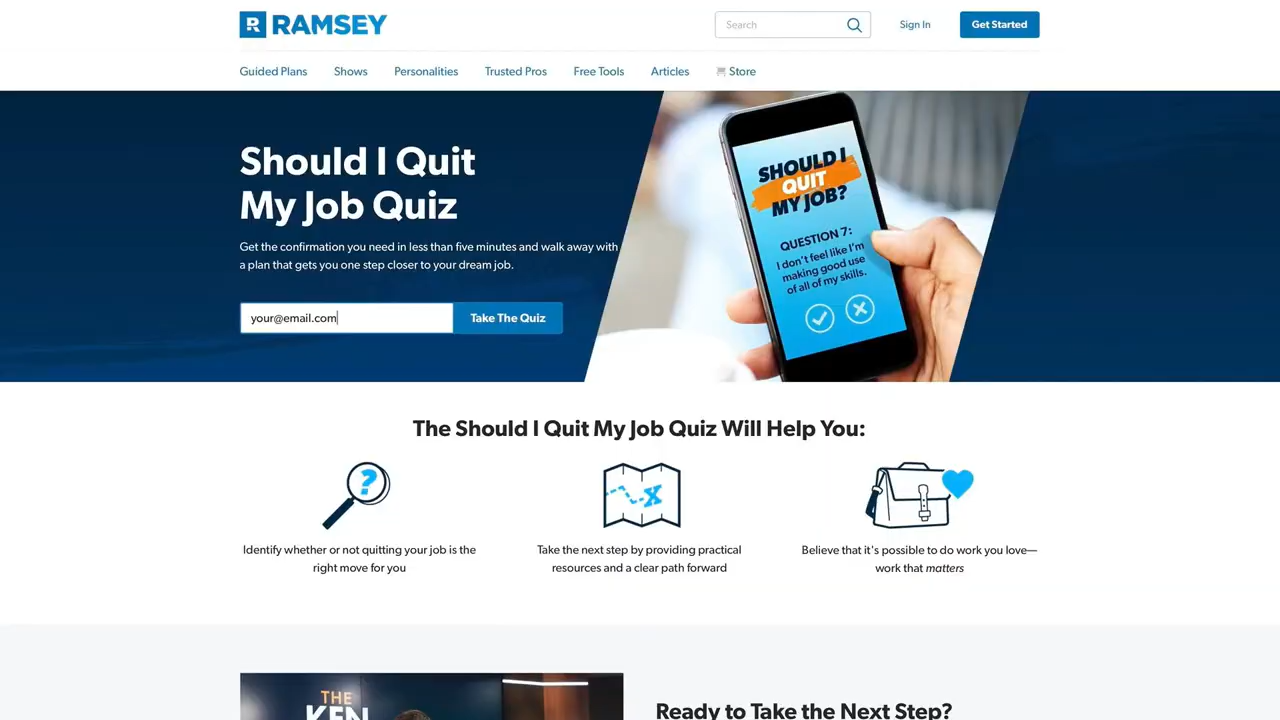 RAMSEY
Search
Sign In
Get Started
Guided Plans
Shows
Personalities
Trusted Pros
Free Tools
Articles
Store
Should I Quit
My Job Quiz
Get the confirmation you need in less than five minutes and walk away with
a plan that gets you one step closer to your dream job.
your@email.com
Take The Quiz
SHOULD I
QUIT
MY JOB?
QUESTION 7:
I don't feel like I'm
making good use
of all of my skills.
The Should I Quit My Job Quiz Will Help You:
Identify whether or not quitting your job is the
right move for you
Take the next step by providing practical
resources and a clear path forward
Believe that it's possible to do work you love—
work that matters
THE
KEN
Ready to Take the Next Step?